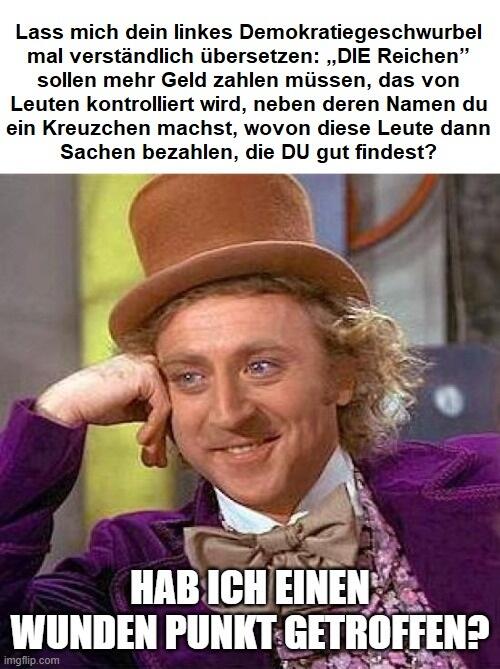 Lass mich dein linkes Demokratiegeschwurbel
mal verständlich übersetzen: „DIE Reichen”
sollen mehr Geld zahlen müssen, das von
Leuten kontrolliert wird, neben deren Namen du
ein Kreuzchen machst, wovon diese Leute dann
Sachen bezahlen, die DU gut findest?
HAB ICH EINEN
WUNDEN PUNKT GETROFFEN?
imgflip.com